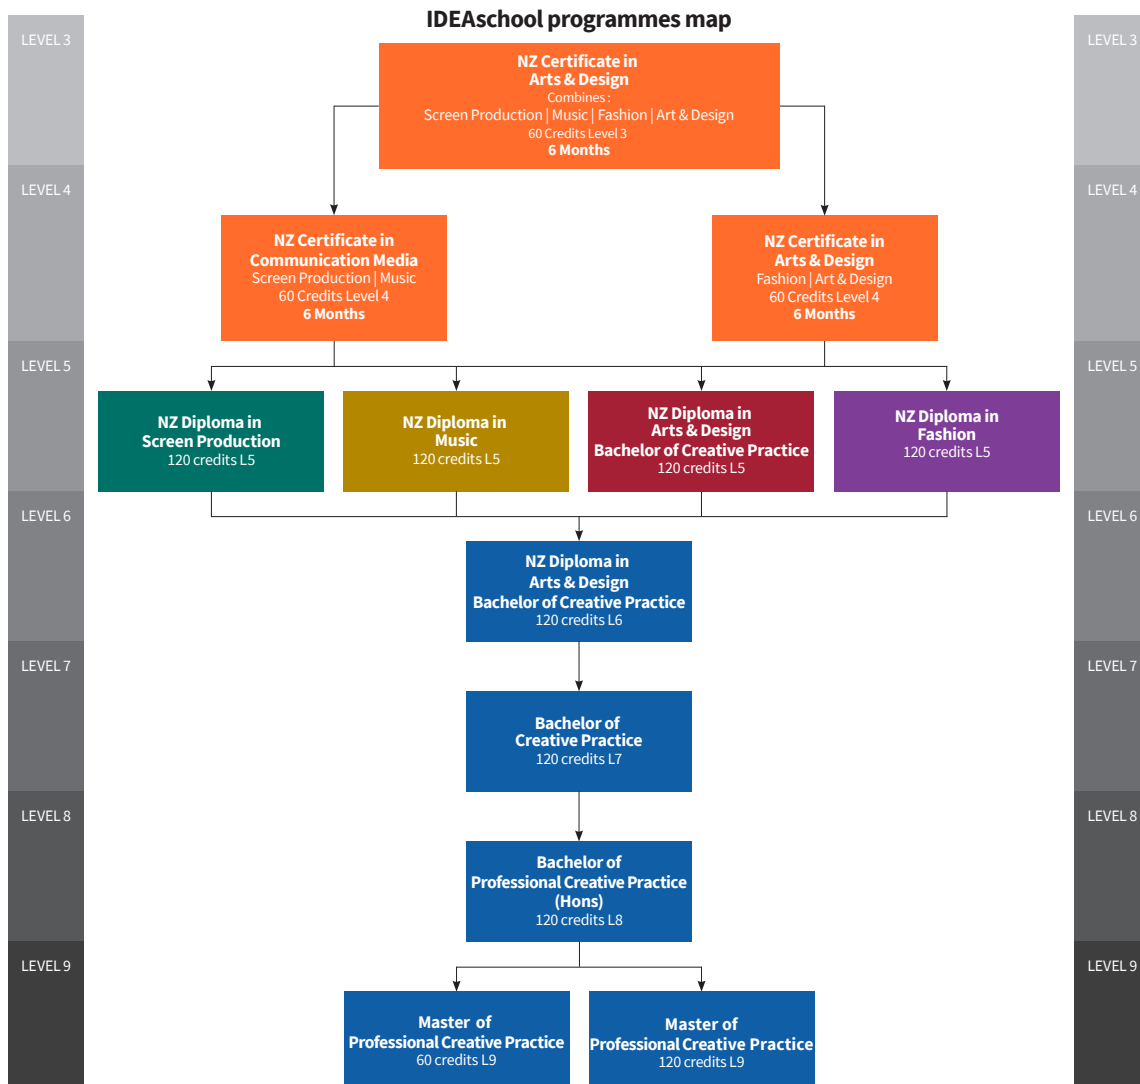 IDEAschool programmes map
LEVEL 3
LEVEL 3
NZ Certificate in
Arts & Design
Combines :
Screen Production | Music | Fashion | Art & Design
60 Credits Level 3
6 Months
LEVEL 4
LEVEL 4
NZ Certificate in
Communication Media
Screen Production | Music
60 Credits Level 4
6 Months
NZ Certificate in
Arts & Design
Fashion | Art & Design
60 Credits Level 4
6 Months
LEVEL 5
LEVEL 5
NZ Diploma in
Screen Production
120 credits L5
NZ Diploma in
Music
120 credits L5
NZ Diploma in
Arts & Design
Bachelor of Creative Practice
120 credits L5
NZ Diploma in
Fashion
120 credits L5
LEVEL 6
LEVEL 6
NZ Diploma in
Arts & Design
Bachelor of Creative Practice
120 credits L6
LEVEL 7
LEVEL 7
Bachelor of
Creative Practice
120 credits L7
LEVEL 8
LEVEL 8
Bachelor of
Professional Creative Practice
(Hons)
120 credits L8
LEVEL 9
LEVEL 9
Master of
Professional Creative Practice
60 credits L9
Master of
Professional Creative Practice
120 credits L9